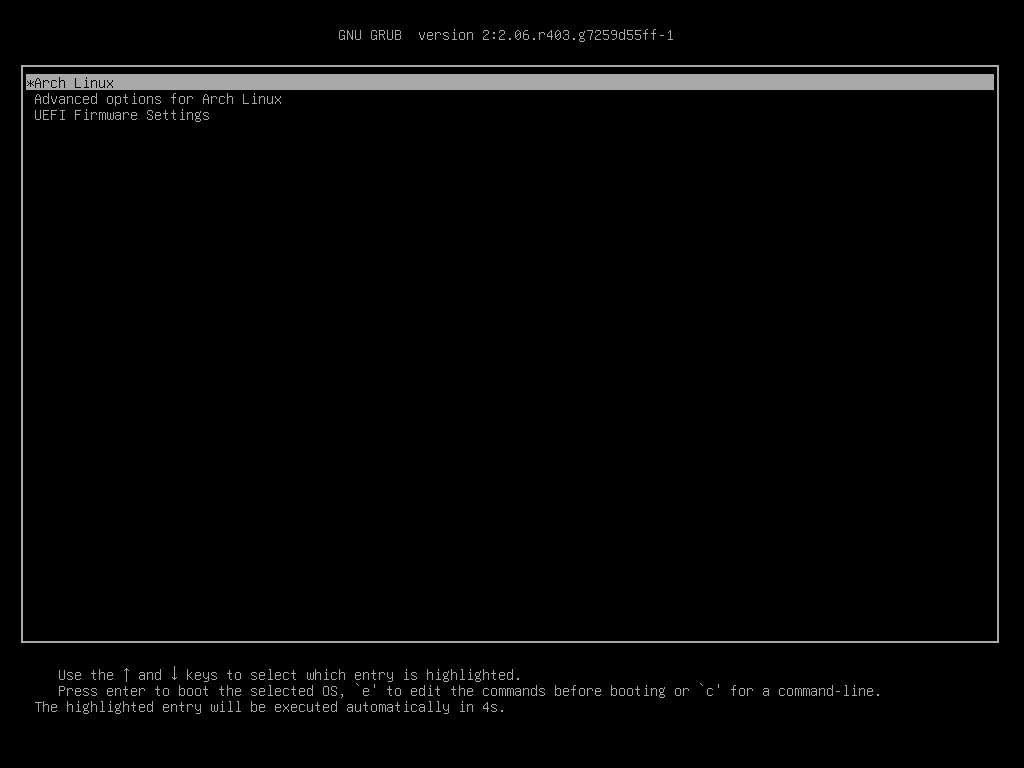 GNU GRUB  version 2:2.06.r403.g7259d55ff-1
*Arch Linux
Advanced options for Arch Linux
UEFI Firmware Settings
Use the ↑ and ↓ keys to select which entry is highlighted.
Press enter to boot the selected OS, `e' to edit the commands before booting or `c' for a command-line.
The highlighted entry will be executed automatically in 4s.